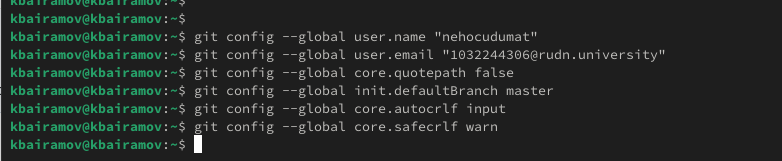 kbairamov@kbairamov:~$
kbairamov@kbairamov:~$
kbairamov@kbairamov:~$ git config --global user.name "nehocudumat"
kbairamov@kbairamov:~$ git config --global user.email "1032244306@rudn.university"
kbairamov@kbairamov:~$ git config --global core.quotepath false
kbairamov@kbairamov:~$ git config --global init.defaultBranch master
kbairamov@kbairamov:~$ git config --global core.autocrlf input
kbairamov@kbairamov:~$ git config --global core.safecrlf warn
kbairamov@kbairamov:~$